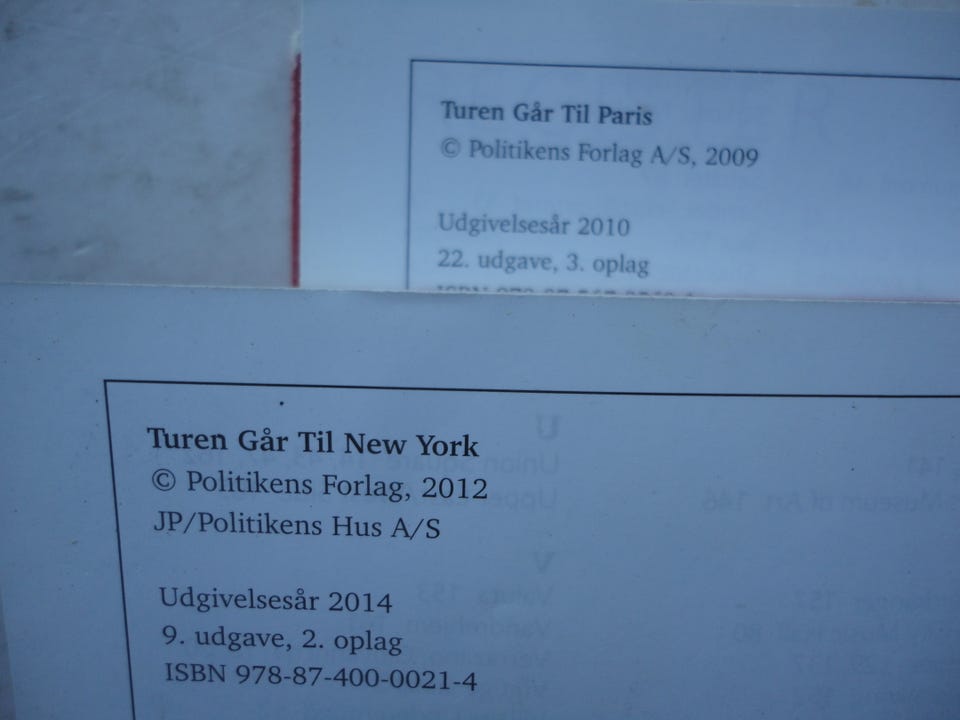 Turen Går Til Paris
© Politikens Forlag A/S, 2009
Udgivelsesår 2010
22. udgave, 3. oplag
Turen Går Til New York
© Politikens Forlag, 2012
JP/Politikens Hus A/S
Udgivelsesår 2014
9. udgave, 2. oplag
ISBN 978-87-400-0021-4